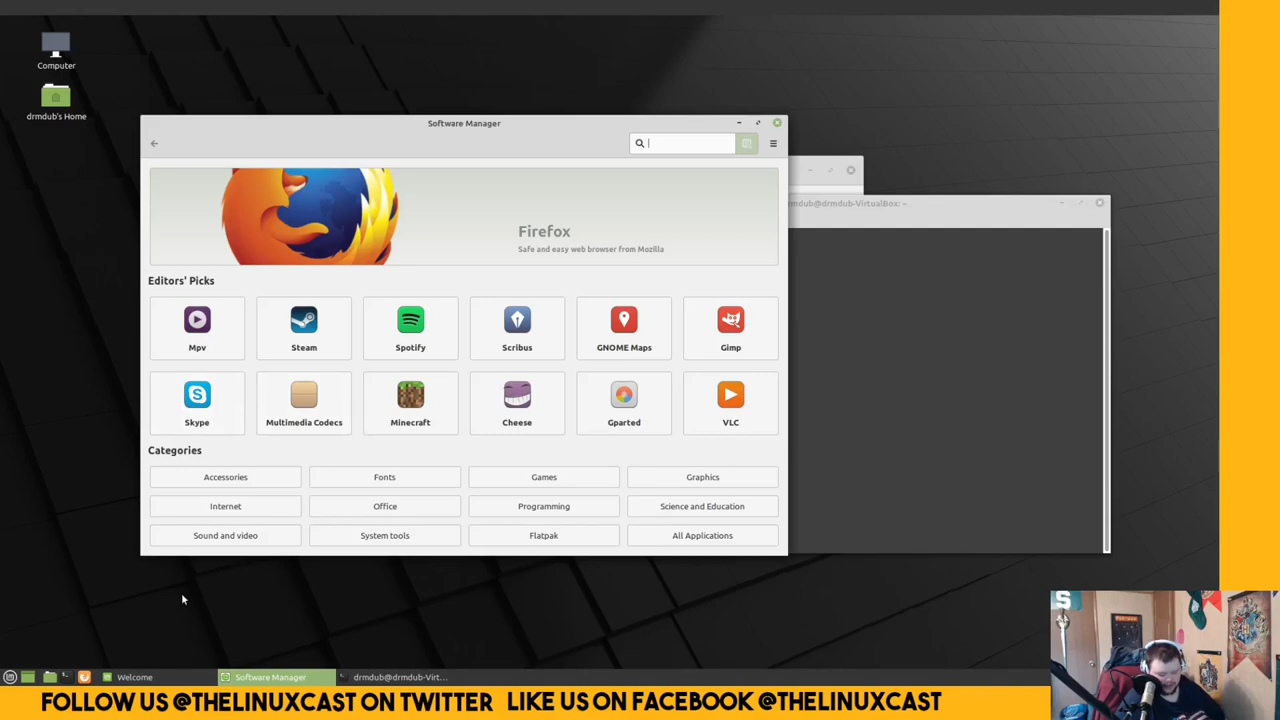 Computer
drmdub's Home
Software Manager
Firefox
Safe and easy web browser from Mozilla
drmdub@drmdub-VirtualBox: ~
Editors' Picks
Mpv
Steam
Spotify
Scribus
GNOME Maps
Gimp
Skype
Multimedia Codecs
Minecraft
Cheese
Gparted
VLC
Categories
Accessories
Fonts
Games
Graphics
Internet
Office
Programming
Science and Education
Sound and video
System tools
Flatpak
All Applications
Welcome
Software Manager
drmdub@drmdub-Virt...
FOLLOW US @THELINUXCAST ON TWITTER LIKE US ON FACEBOOK @THELINUXCAST